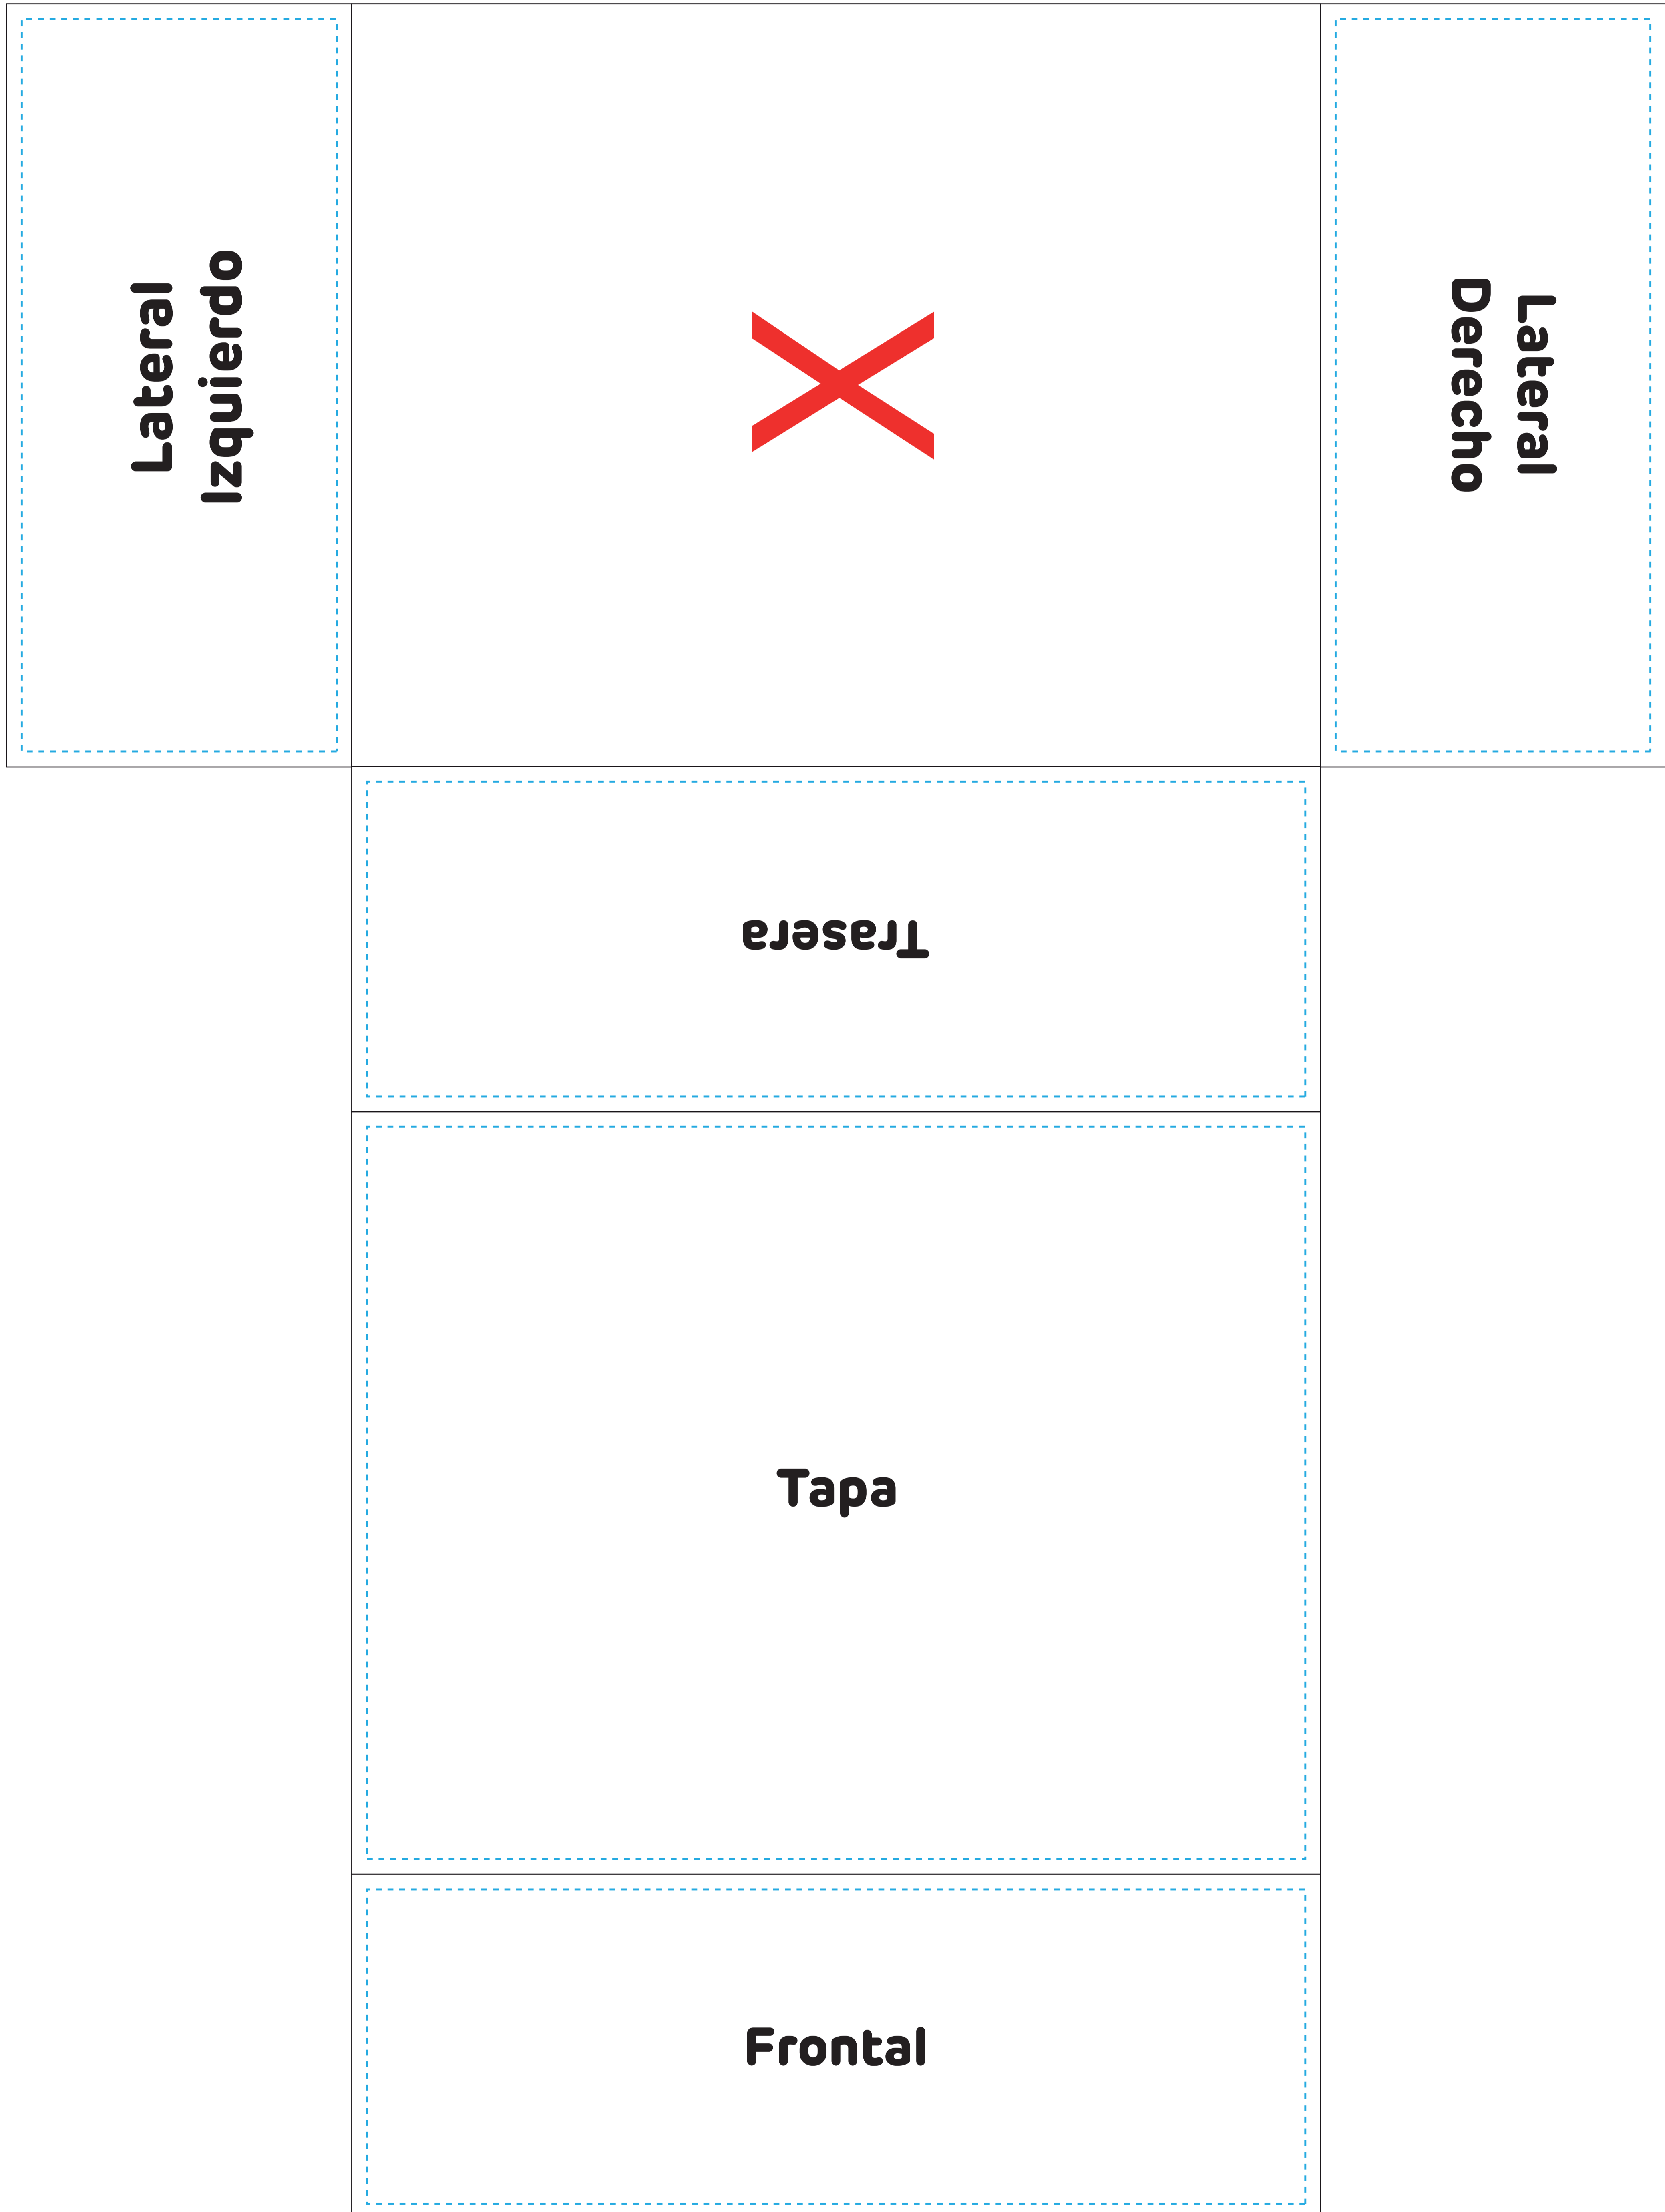 Lateral
Izquierdo
Lateral
Derecho
Trasera
Tapa
Frontal